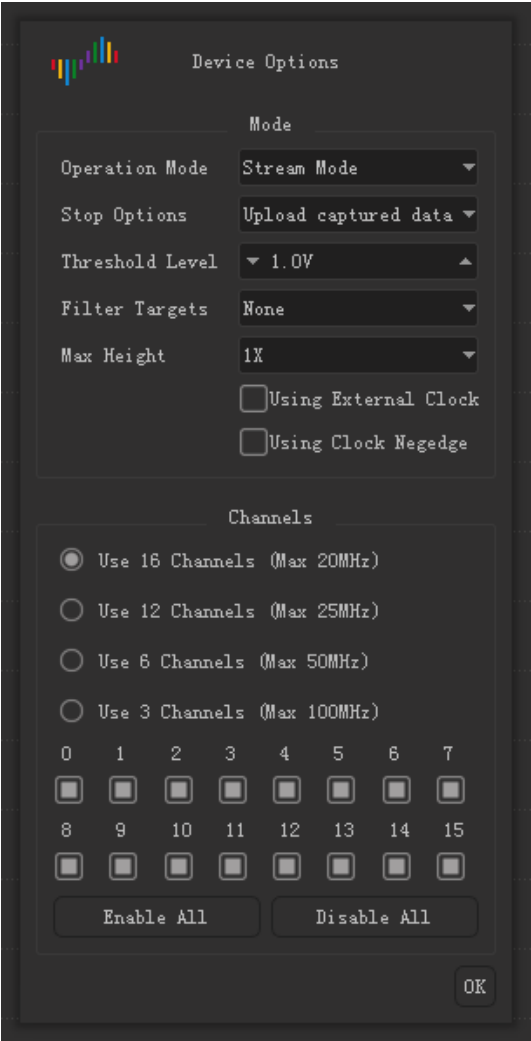 Device Options
Mode
Operation Mode Stream Mode
Stop Options Upload captured data
Threshold Level 1.0V
Filter Targets None
Max Height 1X
Using External Clock
Using Clock Negedge
Channels
Use 16 Channels (Max 20MHz)
Use 12 Channels (Max 25MHz)
Use 6 Channels (Max 50MHz)
Use 3 Channels (Max 100MHz)
0 1 2 3 4 5 6 7
8 9 10 11 12 13 14 15
Enable All Disable All
OK